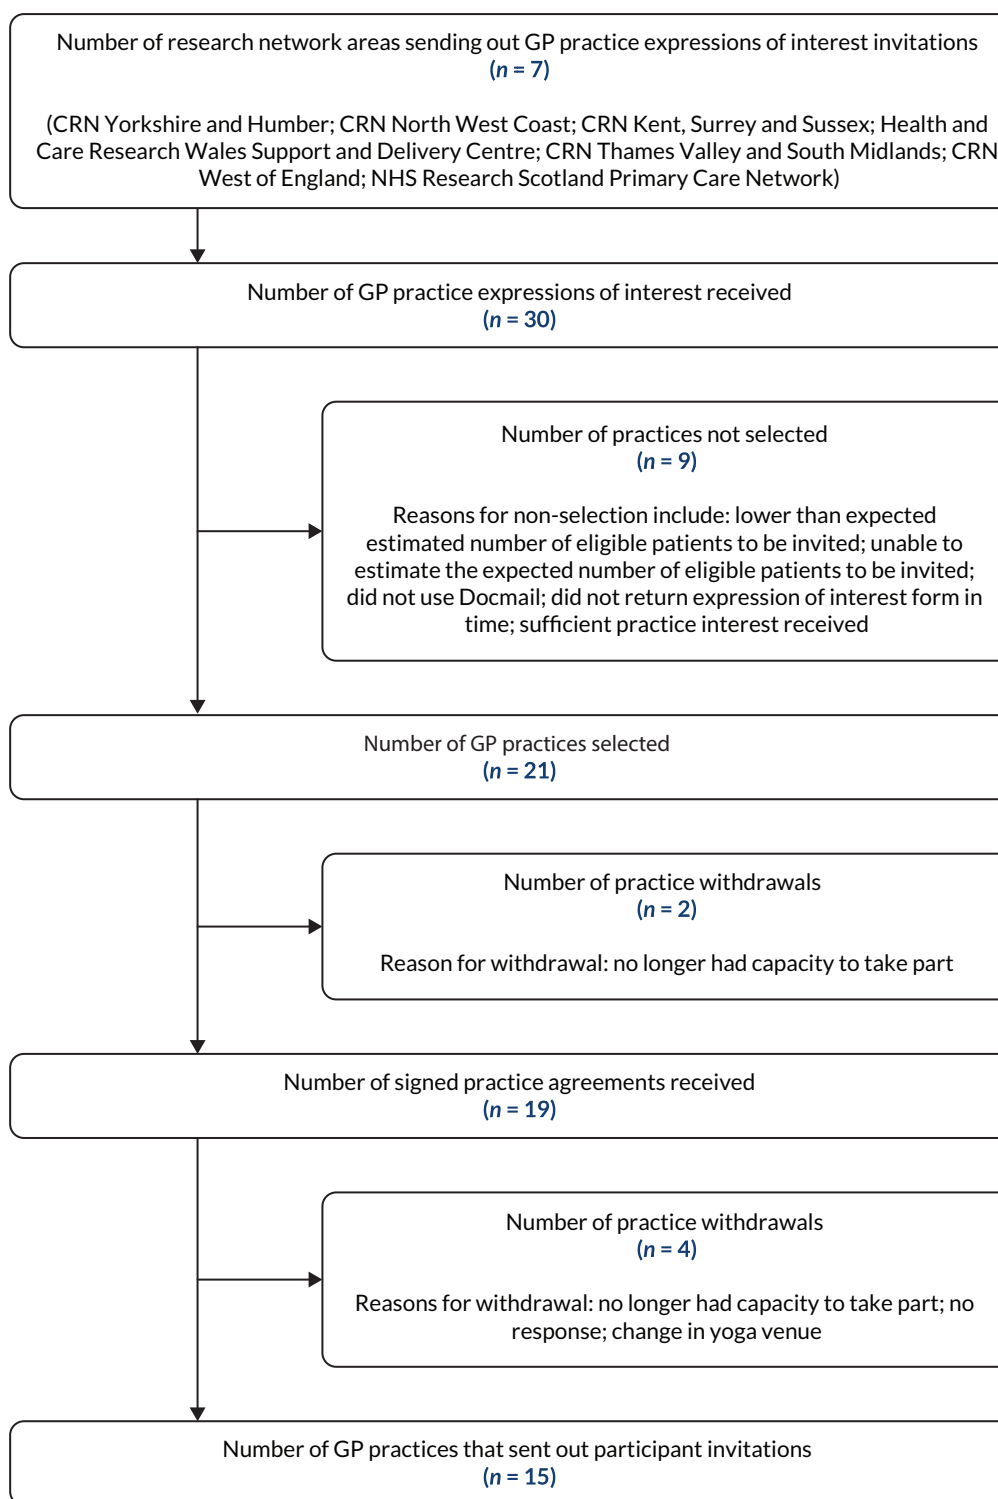 Number of research network areas sending out GP practice expressions of interest invitations
(n = 7)
(CRN Yorkshire and Humber; CRN North West Coast; CRN Kent, Surrey and Sussex; Health and
Care Research Wales Support and Delivery Centre; CRN Thames Valley and South Midlands; CRN
West of England; NHS Research Scotland Primary Care Network)
Number of GP practice expressions of interest received
(n = 30)
Number of practices not selected
(n = 9)
Reasons for non-selection include: lower than expected
estimated number of eligible patients to be invited; unable to
estimate the expected number of eligible patients to be invited;
did not use Docmail; did not return expression of interest form in
time; sufficient practice interest received
Number of GP practices selected
(n = 21)
Number of practice withdrawals
(n = 2)
Reason for withdrawal: no longer had capacity to take part
Number of signed practice agreements received
(n = 19)
Number of practice withdrawals
(n = 4)
Reasons for withdrawal: no longer had capacity to take part; no
response; change in yoga venue
Number of GP practices that sent out participant invitations
(n = 15)